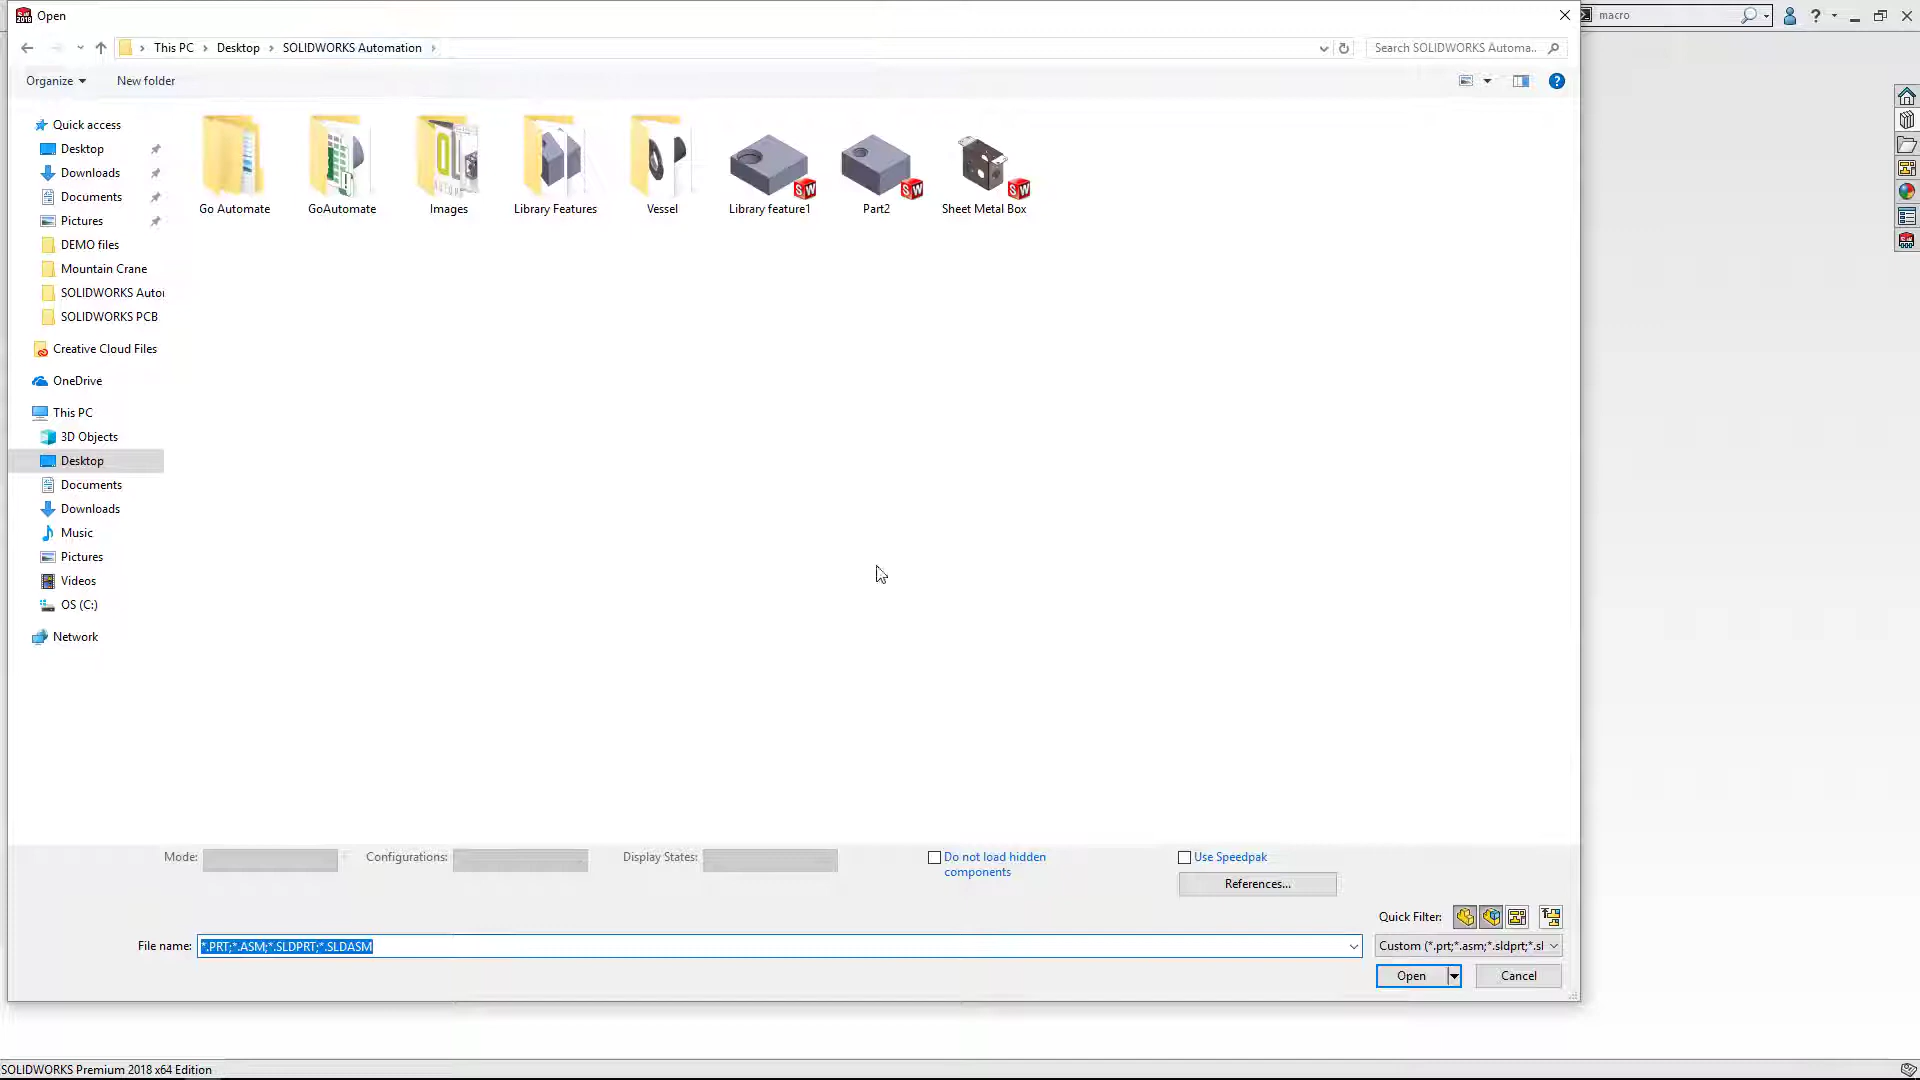 Open
macro
This PC
Desktop
SOLIDWORKS Automation
Search SOLIDWORKS Automa...
Organize
New folder
Quick access
Desktop
Downloads
Documents
Pictures
DEMO files
Mountain Crane
SOLIDWORKS Autor
SOLIDWORKS PCB
Creative Cloud Files
OneDrive
This PC
3D Objects
Desktop
Documents
Downloads
Music
Pictures
Videos
OS (C:)
Network
Go Automate
GoAutomate
Images
Library Features
Vessel
Library feature1
Part2
Sheet Metal Box
Mode:
Configurations:
Display States:
Do not load hidden
components
Use Speedpak
References...
Quick Filter:
File name:
*.PRT;*.ASM;*.SLDPRT;*.SLDASM
Custom (*.prt;*.asm;*.sldprt;*.sl
Open
Cancel
SOLIDWORKS Premium 2018 x64 Edition